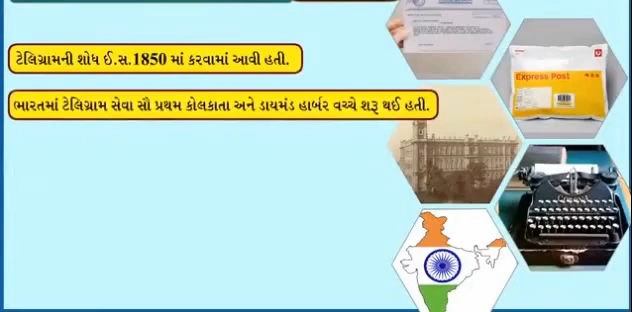 ટેલિગ્રામની શોધ ઈ.સ.1850 માં કરવામાં આવી હતી.
ભારતમાં ટેલિગ્રામ સેવા સૌ પ્રથમ કોલકાતા અને ડાયમંડ હાર્બર વચ્ચે શરૂ થઈ હતી.
Express Post